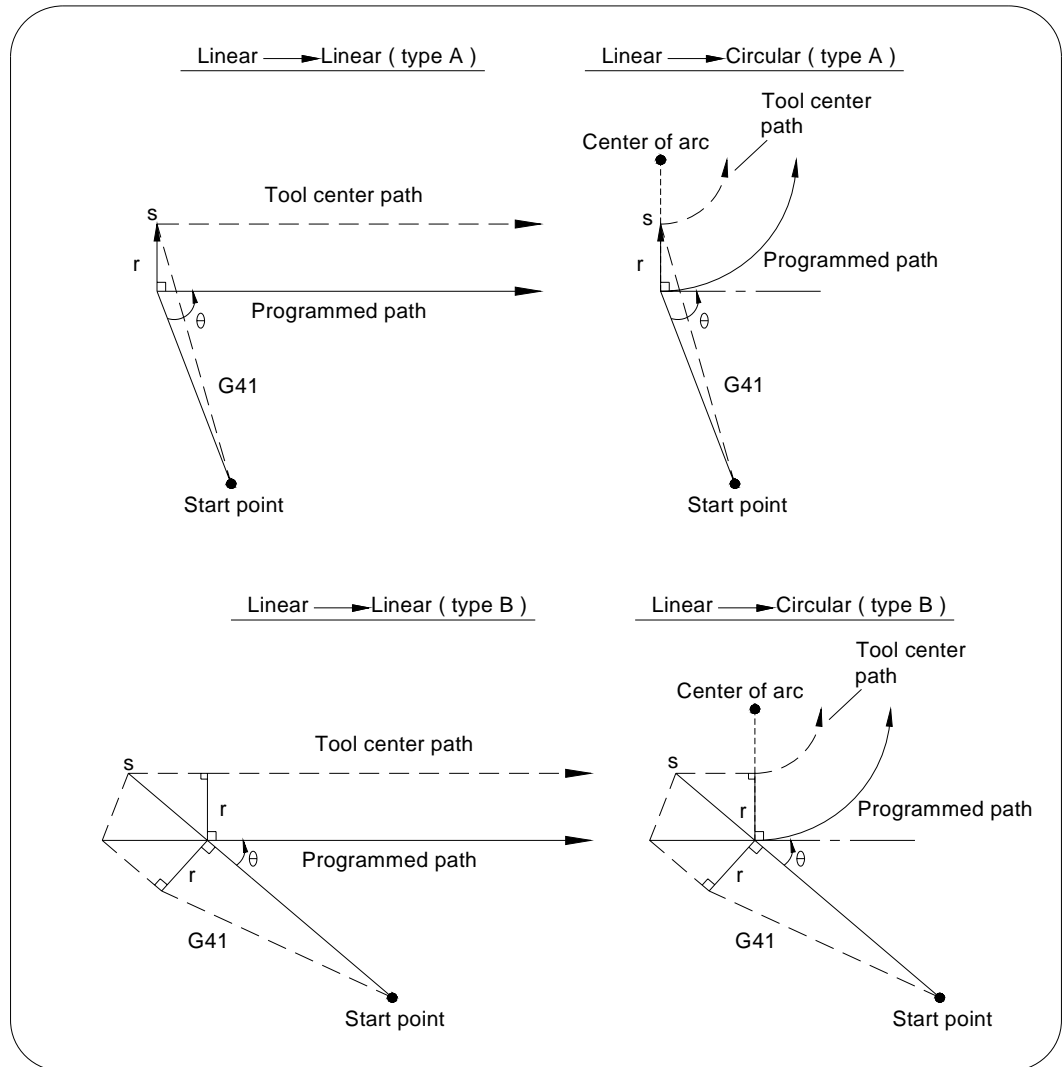 Linear Linear ( type A )
Linear Circular ( type A )
Tool center
path
Center of arc
Tool center path
s
r
Programmed path
θ
G41
Start point
s
r
Programmed path
θ
G41
Start point
Linear Linear ( type B )
Linear Circular ( type B )
Tool center
path
Center of arc
Tool center path
s
r
Programmed path
θ
r
G41
Start point
s
r
Programmed path
θ
r
G41
Start point